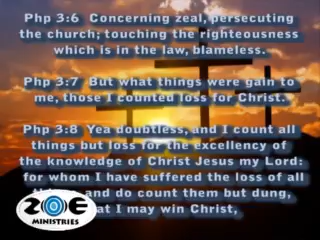 Php 3:6 Concerning zeal, persecuting
the church; touching the righteousness
which is in the law, blameless.
Php 3:7 But what things were gain to
me, those I counted loss for Christ.
Php 3:8 Yea doubtless, and I count all
things but loss for the excellency of
the knowledge of Christ Jesus my Lord:
for whom I have suffered the loss of all
and do count them but dung,
I may win Christ,
ZOE
MINISTRIES